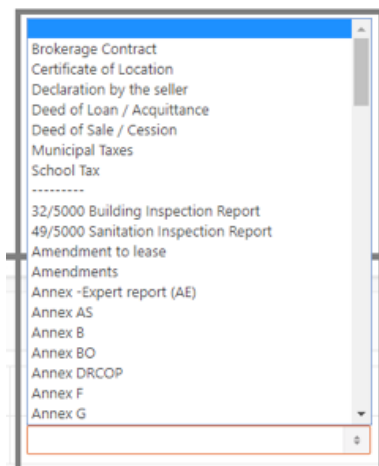 Brokerage Contract
Certificate of Location
Declaration by the seller
Deed of Loan / Acquittance
Deed of Sale / Cession
Municipal Taxes
School Tax
---------
32/5000 Building Inspection Report
49/5000 Sanitation Inspection Report
Amendment to lease
Amendments
Annex -Expert report (AE)
Annex AS
Annex B
Annex BO
Annex DRCOP
Annex F
Annex G